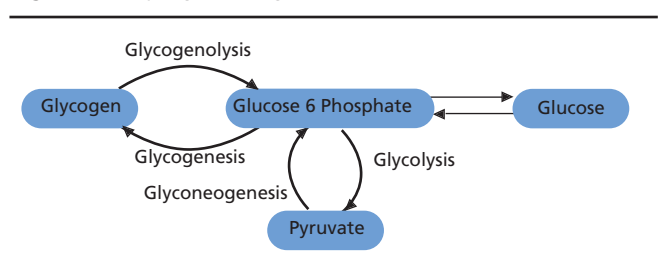 Glycogenolysis
Glycogen
Glucose 6 Phosphate
Glucose
Glycogenesis
Glycolysis
Glyconeogenesis
Pyruvate